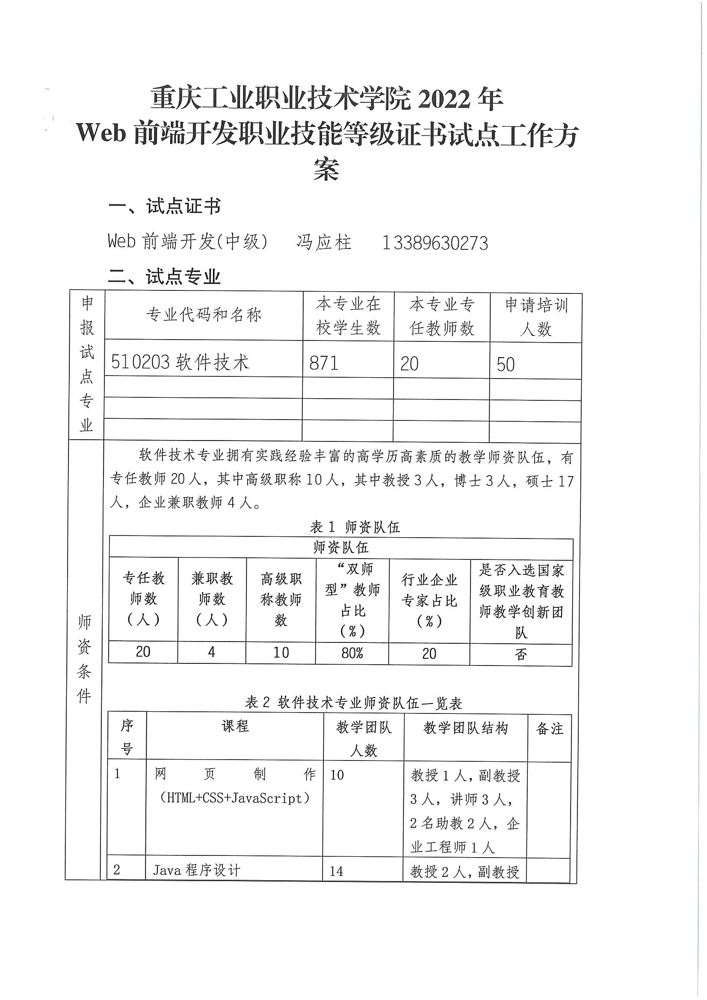 重庆工业职业技术学院 2022 年
Web 前端开发职业技能等级证书试点工作方
案
一、试点证书
Web 前端开发(中级) 冯应柱 13389630273
二、试点专业
申报试点专业
专业代码和名称 本专业在校学生数 本专业专任教师数 申请培训人数
510203 软件技术 871 20 50
师资条件
软件技术专业拥有实践经验丰富的高学历高素质的教学师资队伍，有
专任教师 20 人，其中高级职称 10 人，其中教授 3 人，博士 3 人，硕士 17
人，企业兼职教师 4 人。
表 1 师资队伍
师资队伍
专任教师数（人） 兼职教师数（人） 高级职称教师数 “双师型”教师占比（%） 行业企业专家占比（%） 是否入选国家级职业教育教师教学创新团队
20 4 10 80% 20 否
表 2 软件技术专业师资队伍一览表
序号 课程 教学团队人数 教学团队结构 备注
1 网页制作 10 教授 1 人，副教授
（HTML+CSS+JavaScript） 3 人，讲师 3 人，
2 名助教 2 人，企
业工程师 1 人
2 Java 程序设计 14 教授 2 人，副教授